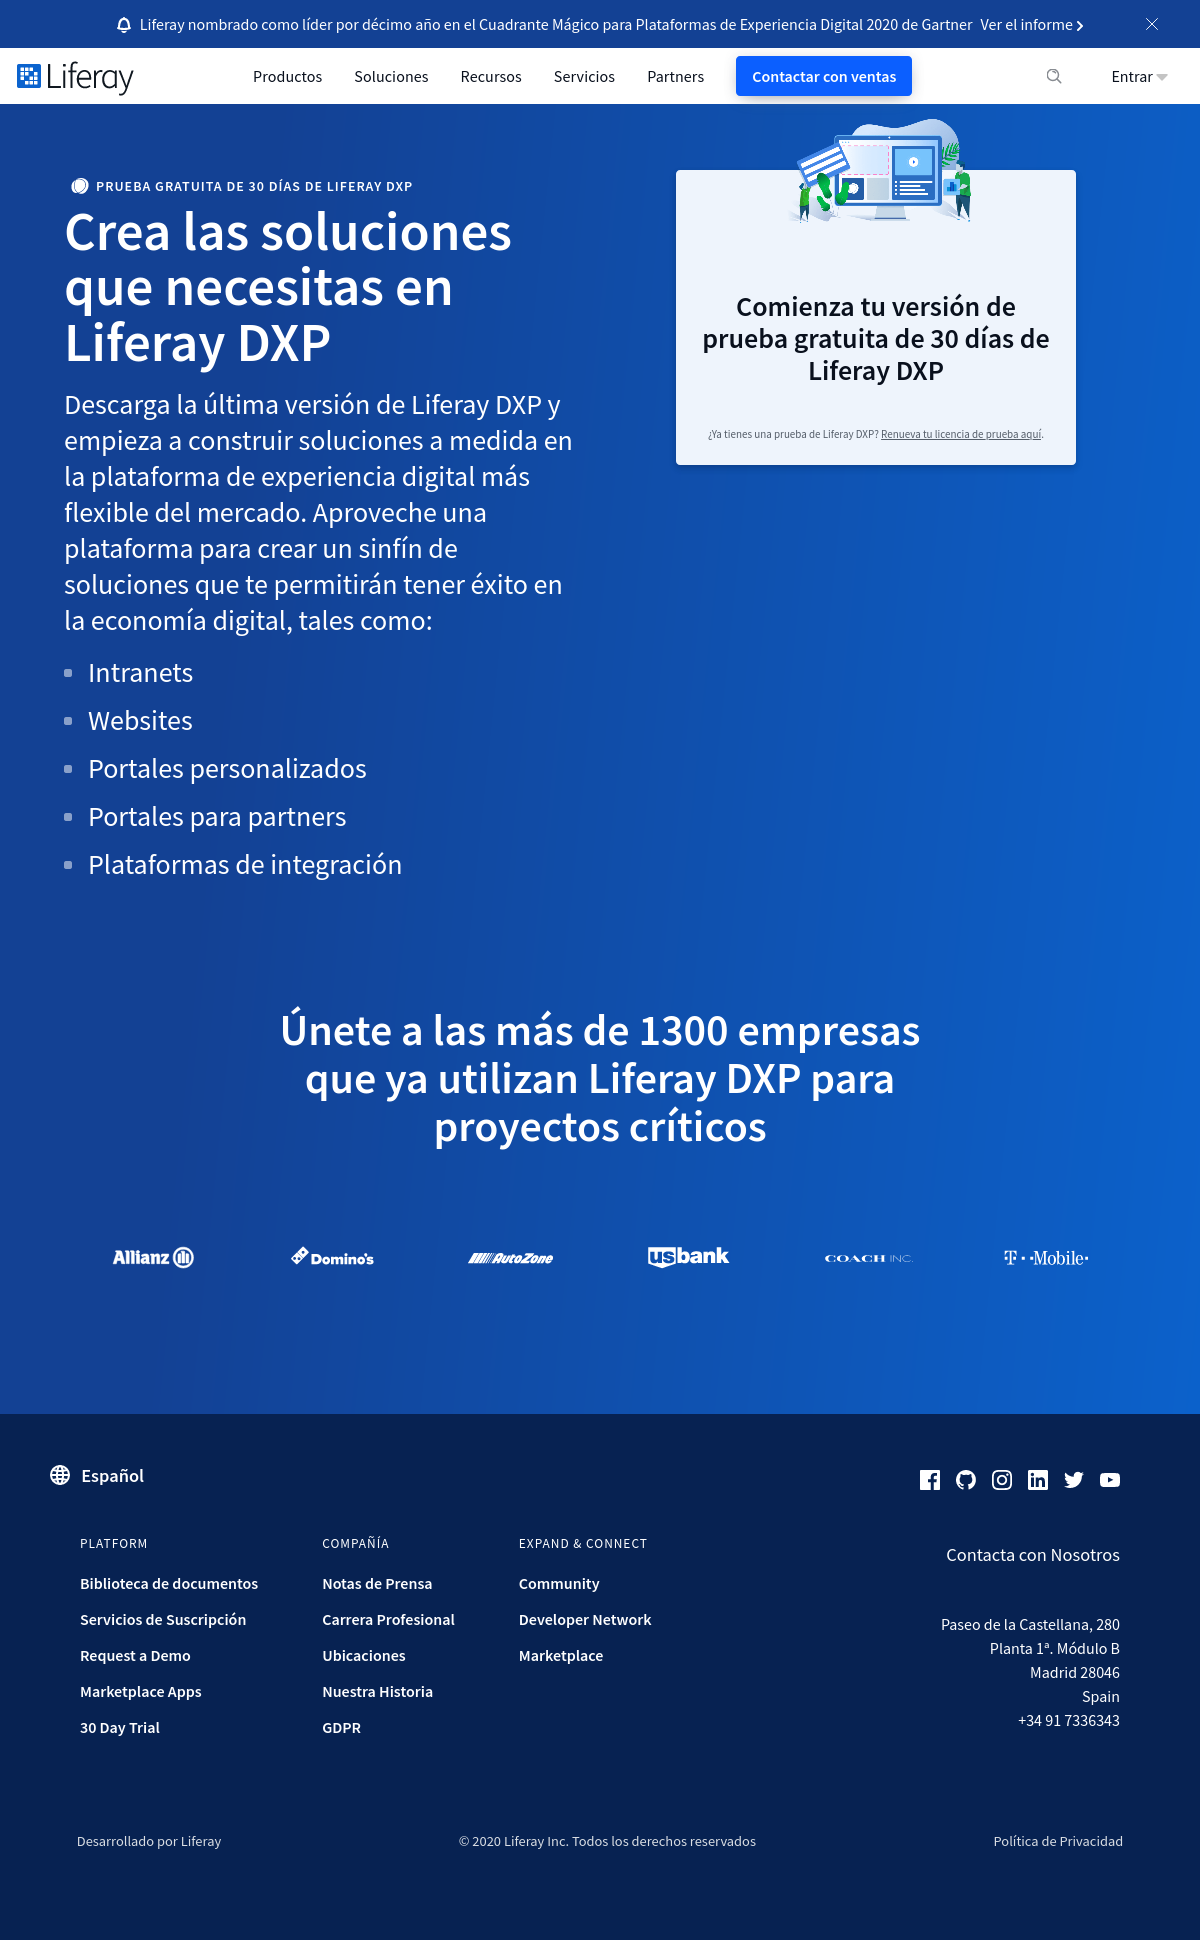 Liferay nombrado como líder por décimo año en el Cuadrante Mágico para Plataformas de Experiencia Digital 2020 de Gartner Ver el informe
Liferay
Productos Soluciones Recursos Servicios Partners Contactar con ventas Entrar
PRUEBA GRATUITA DE 30 DÍAS DE LIFERAY DXP
Crea las soluciones
que necesitas en
Liferay DXP
Descarga la última versión de Liferay DXP y
empieza a construir soluciones a medida en
la plataforma de experiencia digital más
flexible del mercado. Aproveche una
plataforma para crear un sinfín de
soluciones que te permitirán tener éxito en
la economía digital, tales como:
Intranets
Websites
Portales personalizados
Portales para partners
Plataformas de integración
Comienza tu versión de
prueba gratuita de 30 días de
Liferay DXP
¿Ya tienes una prueba de Liferay DXP? Renueva tu licencia de prueba aquí.
Únete a las más de 1300 empresas
que ya utilizan Liferay DXP para
proyectos críticos
Allianz Domino's AutoZone usbank COACH INC. T··Mobile·
Español
PLATFORM
Biblioteca de documentos
Servicios de Suscripción
Request a Demo
Marketplace Apps
30 Day Trial
COMPAÑÍA
Notas de Prensa
Carrera Profesional
Ubicaciones
Nuestra Historia
GDPR
EXPAND & CONNECT
Community
Developer Network
Marketplace
Contacta con Nosotros
Paseo de la Castellana, 280
Planta 1ª. Módulo B
Madrid 28046
Spain
+34 91 7336343
Desarrollado por Liferay © 2020 Liferay Inc. Todos los derechos reservados Política de Privacidad